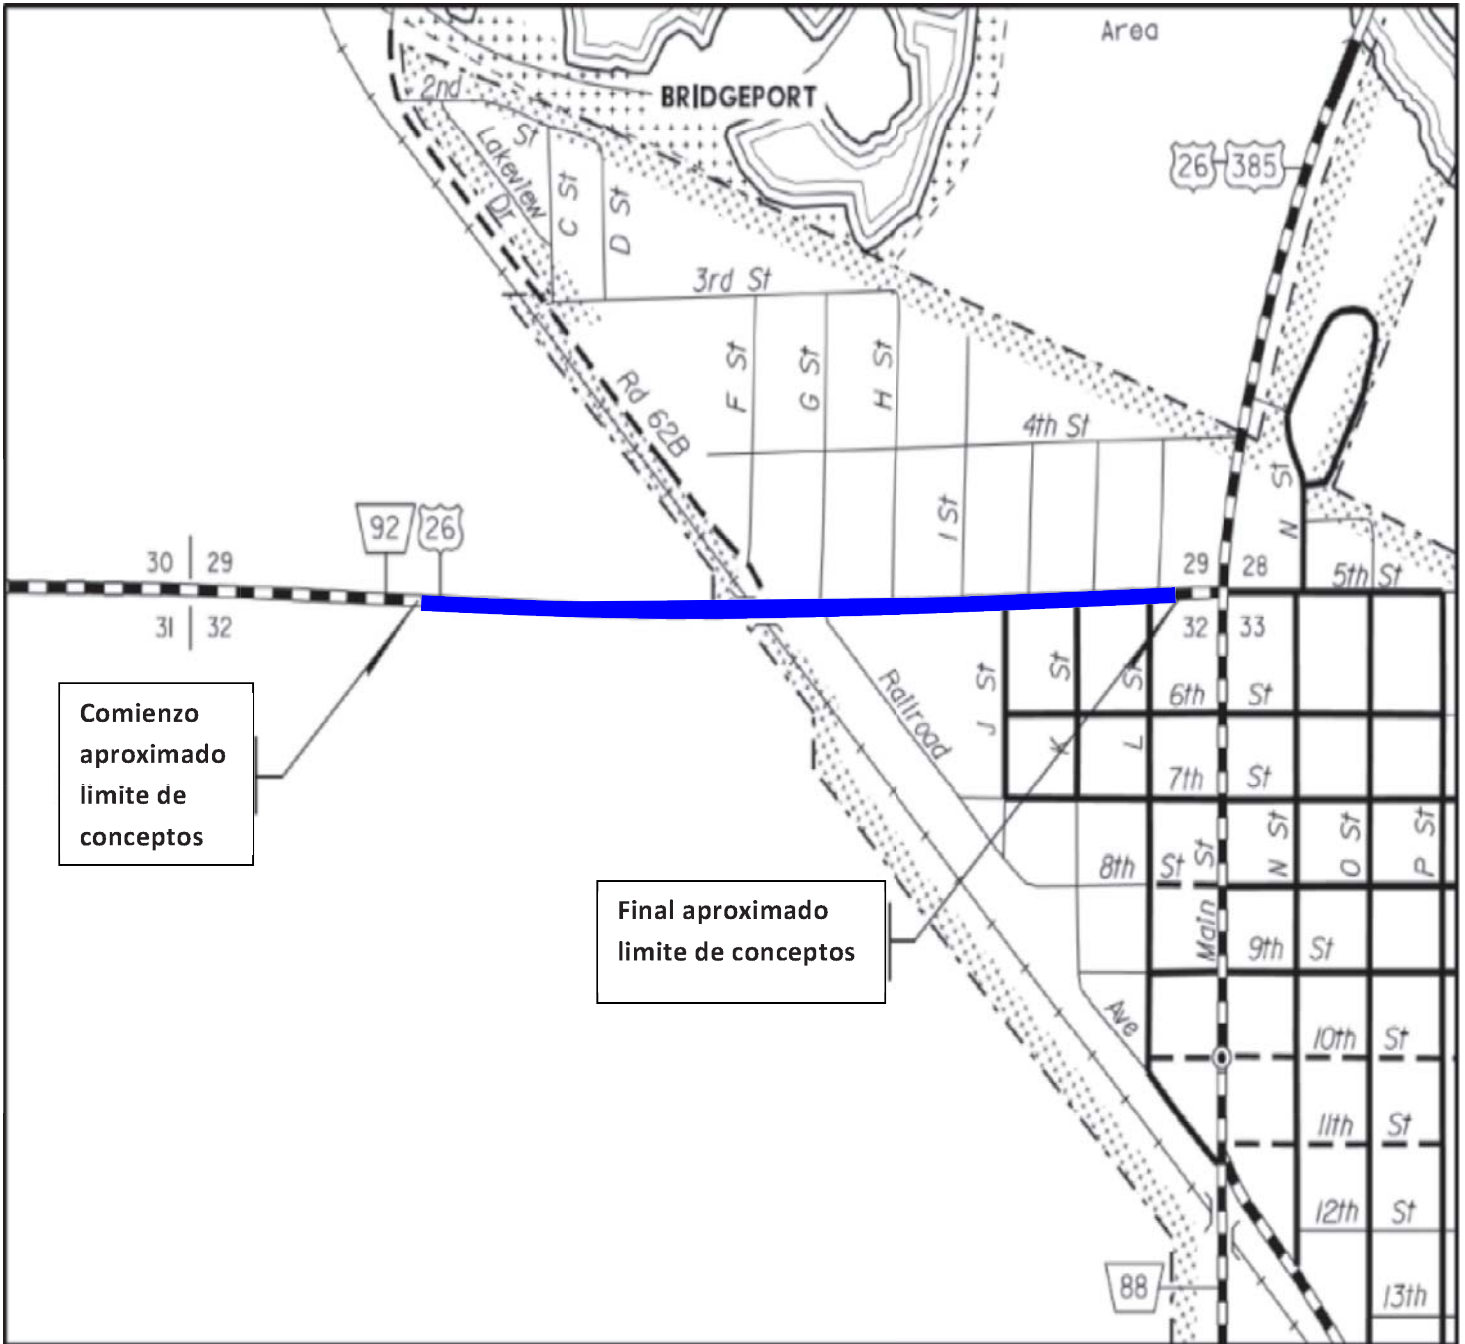 Area
2nd
St
BRIDGEPORT
Lakeview
Dr
C St
D St
26
385
3rd St
F St
G St
H St
Rd 62B
4th St
I St
N St
92
26
30
29
31
32
29
28
5th St
32
33
J St
K St
L St
6th St
Railroad
7th St
Comienzo
aproximado
limite de
conceptos
8th St
Main St
N St
O St
P St
Final aproximado
limite de conceptos
9th St
Ave
10th St
11th St
12th St
88
13th